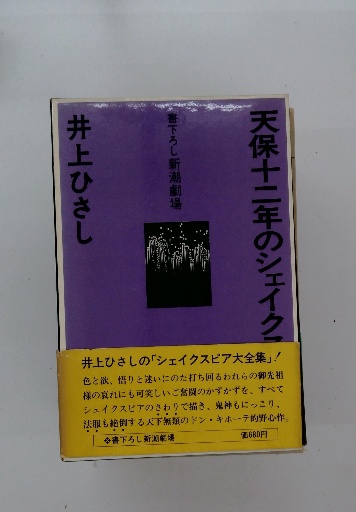 天保十二年のシェイクス
書下ろし新潮劇場
井上ひさし
井上ひさしの「シェイクスピア大全集」!
色と欲、悟りと迷いにのた打ち回るわれらの御先祖
様の哀れにも可笑しいご奮闘のかずかずを、すべて
シェイクスピアのさわりで描き、鬼神もにっこり、
法服も絶倒する天下無類のドン・キホーテ的野心作。
❖書下ろし新潮劇場 価680円